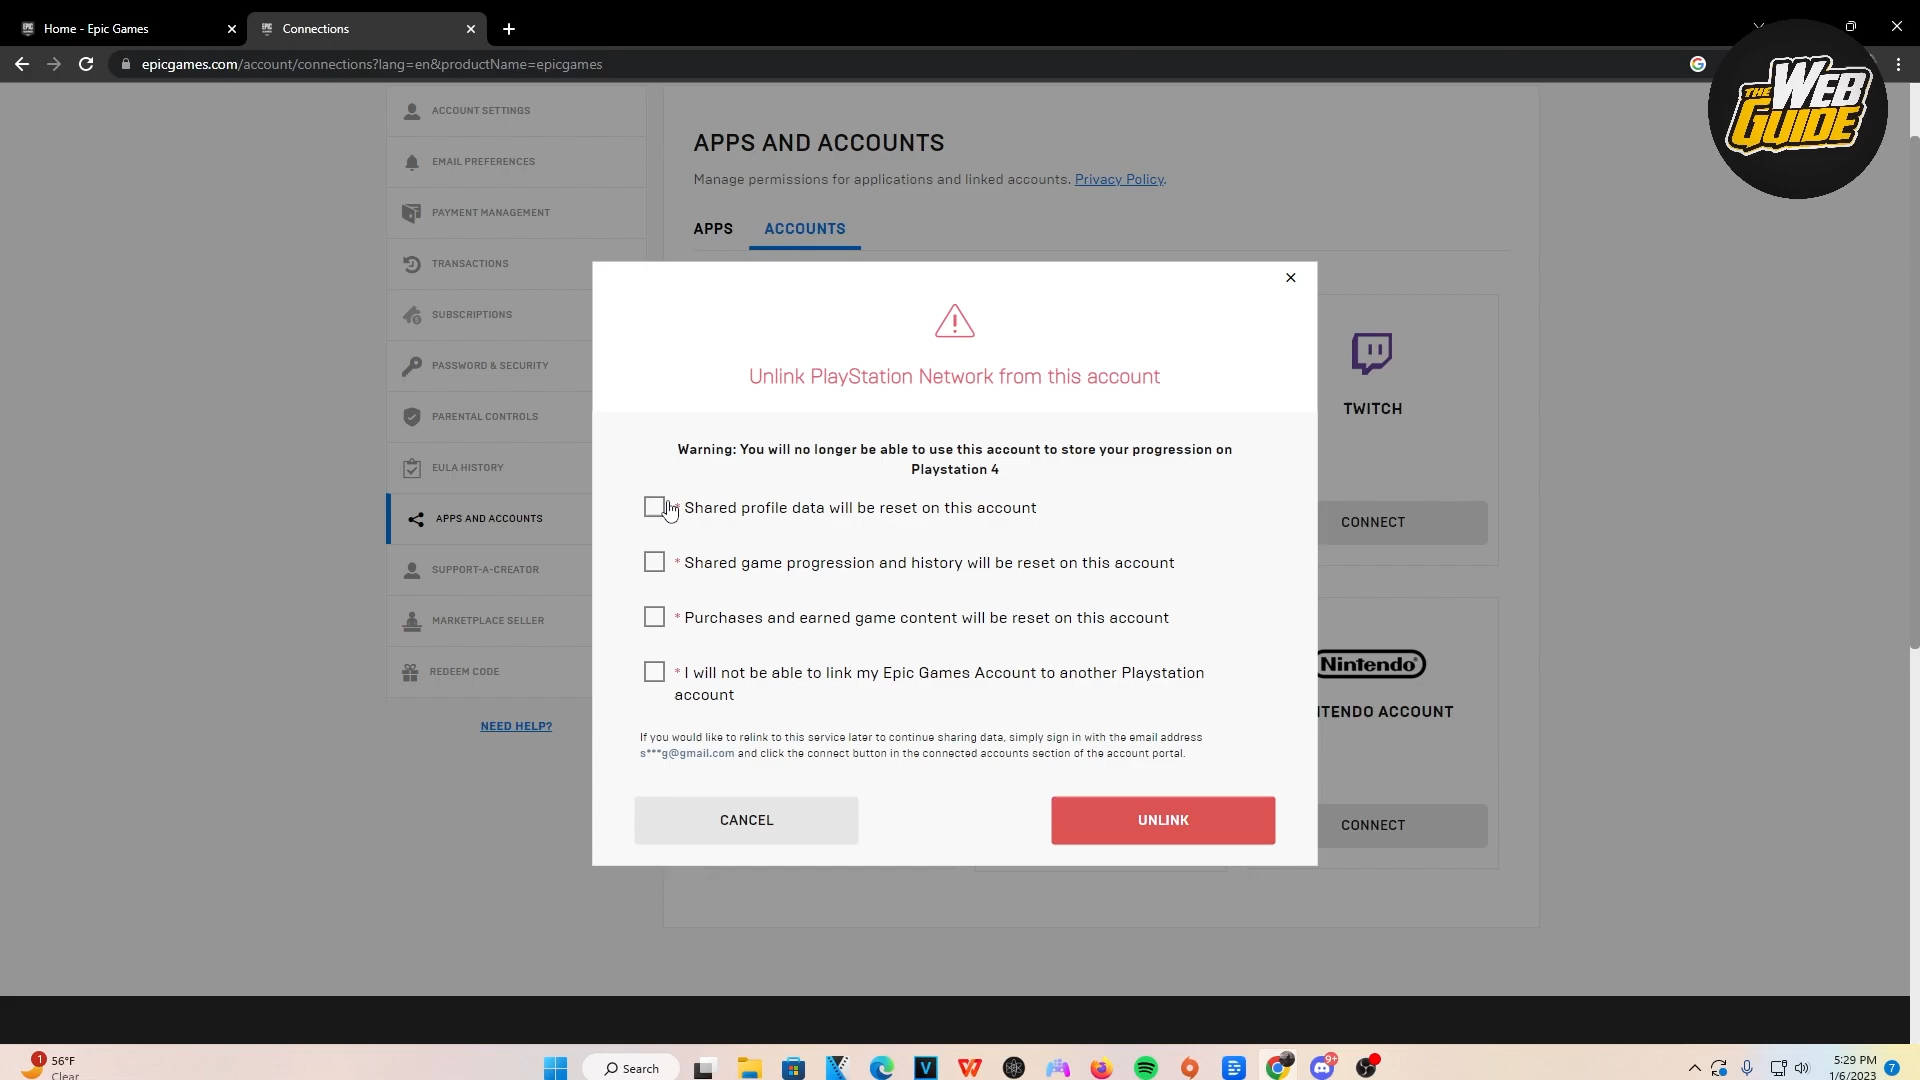 Home - Epic Games
Connections
epicgames.com/account/connections?lang=en&productName=epicgames
THE WEB GUIDE
ACCOUNT SETTINGS
EMAIL PREFERENCES
PAYMENT MANAGEMENT
TRANSACTIONS
SUBSCRIPTIONS
PASSWORD & SECURITY
PARENTAL CONTROLS
EULA HISTORY
APPS AND ACCOUNTS
SUPPORT-A-CREATOR
MARKETPLACE SELLER
REDEEM CODE
NEED HELP?
APPS AND ACCOUNTS
Manage permissions for applications and linked accounts. Privacy Policy.
APPS
ACCOUNTS
Unlink PlayStation Network from this account
Warning: You will no longer be able to use this account to store your progression on
Playstation 4
* Shared profile data will be reset on this account
* Shared game progression and history will be reset on this account
* Purchases and earned game content will be reset on this account
* I will not be able to link my Epic Games Account to another Playstation
account
If you would like to relink to this service later to continue sharing data, simply sign in with the email address
s***g@gmail.com and click the connect button in the connected accounts section of the account portal.
CANCEL
UNLINK
TWITCH
CONNECT
Nintendo
NTENDO ACCOUNT
CONNECT
1
56°F
Clear
Search
9+
5:29 PM
1/6/2023
7